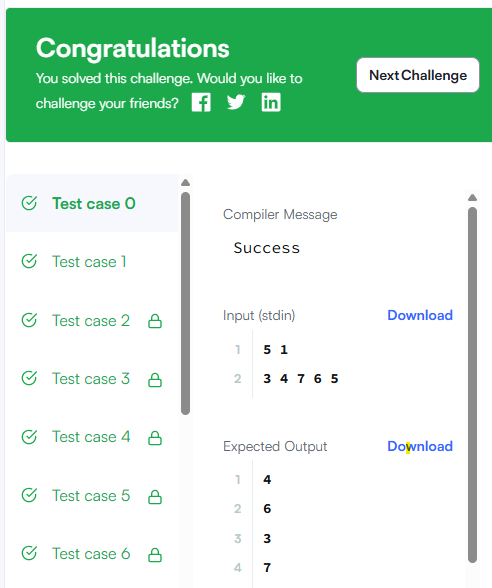 Congratulations
You solved this challenge. Would you like to
challenge your friends?
Next Challenge
Test case 0
Test case 1
Test case 2
Test case 3
Test case 4
Test case 5
Test case 6
Compiler Message
Success
Input (stdin)
Download
1 5 1
2 3 4 7 6 5
Expected Output
Download
1 4
2 6
3 3
4 7